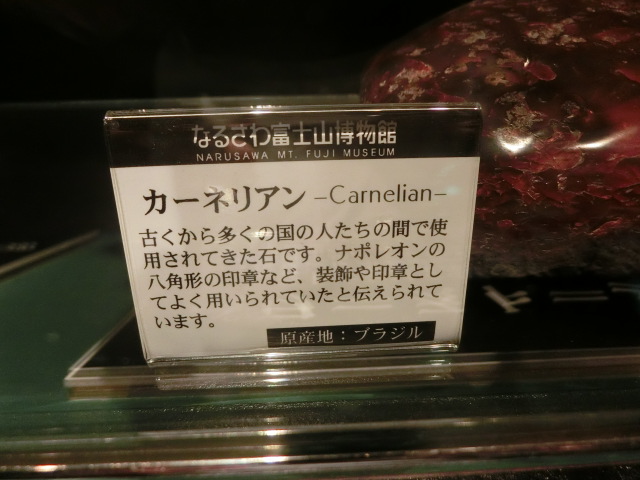 なるさわ富士山博物館
NARUSAWA MT. FUJI MUSEUM
カーネリアン –Carnelian–
古くから多くの国の人たちの間で使
用されてきた石です。ナポレオンの
八角形の印章など、装飾や印章とし
てよく用いられていたと伝えられて
います。
原産地：ブラジル